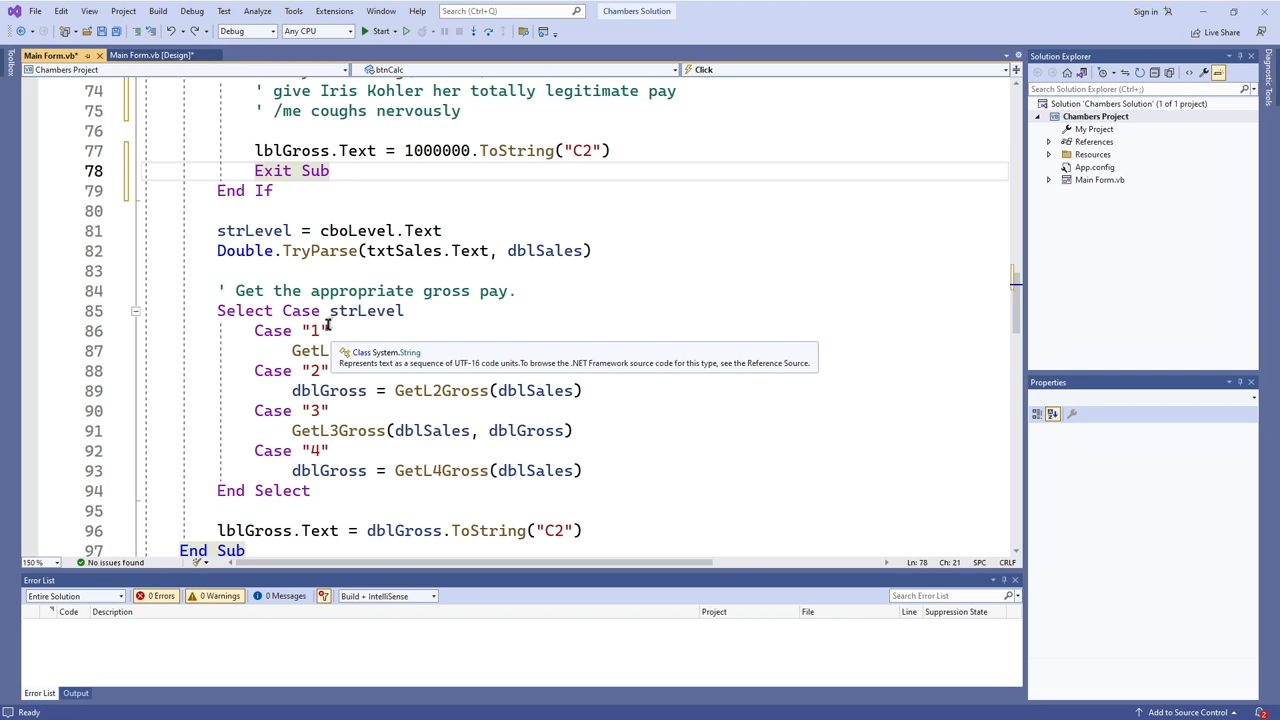 File Edit View Project Build Debug Test Analyze Tools Extensions Window Help Search (Ctrl+Q) Chambers Solution Sign in
Debug Any CPU Start Live Share
Toolbox
Main Form.vb* Main Form.vb [Design]*
Chambers Project btnCalc Click
74 ' give Iris Kohler her totally legitimate pay
75 ' /me coughs nervously
76
77 lblGross.Text = 1000000.ToString("C2")
78 Exit Sub
79 End If
80
81 strLevel = cboLevel.Text
82 Double.TryParse(txtSales.Text, dblSales)
83
84 ' Get the appropriate gross pay.
85 Select Case strLevel
86 Case "1"
87 GetL
Class System.String
Represents text as a sequence of UTF-16 code units.To browse the .NET Framework source code for this type, see the Reference Source.
88 Case "2"
89 dblGross = GetL2Gross(dblSales)
90 Case "3"
91 GetL3Gross(dblSales, dblGross)
92 Case "4"
93 dblGross = GetL4Gross(dblSales)
94 End Select
95
96 lblGross.Text = dblGross.ToString("C2")
97 End Sub
150 % No issues found Ln: 78 Ch: 21 SPC CRLF
Error List
Entire Solution 0 Errors 0 Warnings 0 Messages Build + IntelliSense Search Error List
Code Description Project File Line Suppression State
Error List Output
Solution Explorer
Search Solution Explorer (Ctrl+;)
Solution 'Chambers Solution' (1 of 1 project)
Chambers Project
My Project
References
Resources
App.config
Main Form.vb
Properties
Diagnostic Tools
Ready Add to Source Control 2